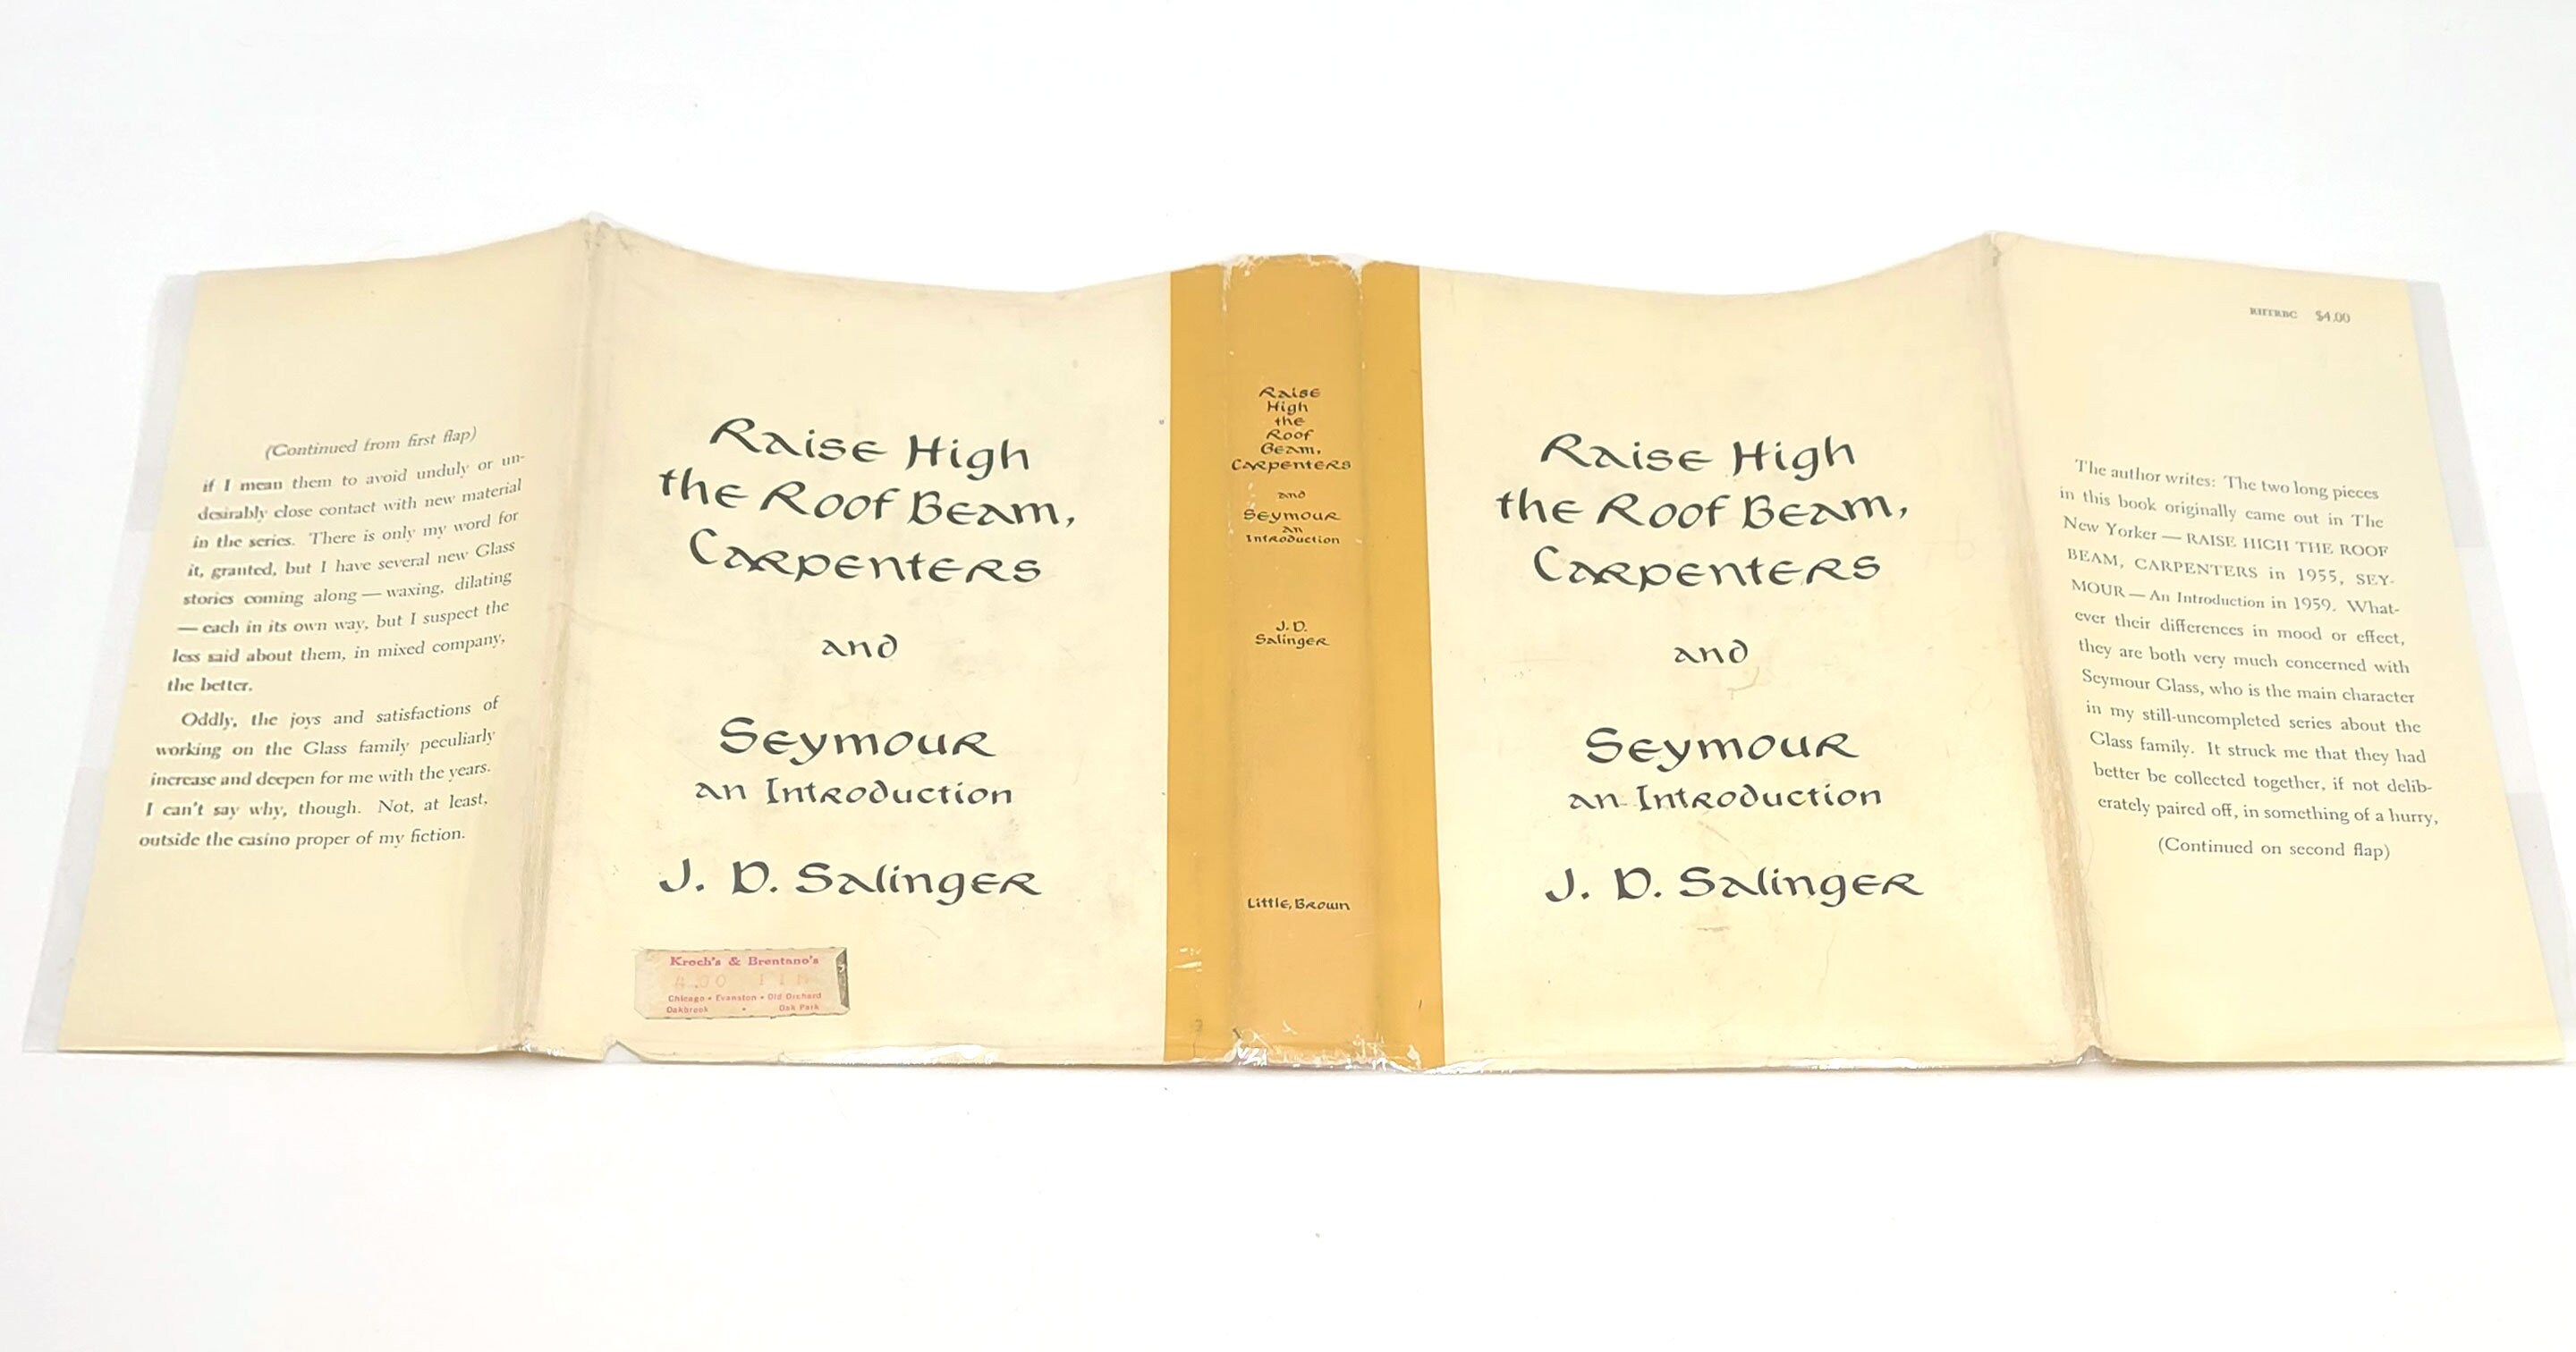 (Continued from first flap)
if I mean them to avoid unduly or un-
desirably close contact with new material
in the series. There is only my word for
it, granted, but I have several new Glass
stories coming along — waxing, dilating
— each in its own way, but I suspect the
less said about them, in mixed company,
the better.
Oddly, the joys and satisfactions of
working on the Glass family peculiarly
increase and deepen for me with the years.
I can't say why, though. Not, at least,
outside the casino proper of my fiction.
Raise High
the Roof Beam,
Carpenters
and
Seymour
an Introduction
J. D. Salinger
Kroch's & Brentano's
Chicago • Evanston • Old Orchard
Oakbrook • Oak Park
Raise
High
the
Roof
Beam,
Carpenters
and
Seymour
an
Introduction
J. D.
Salinger
Little, Brown
Raise High
the Roof Beam,
Carpenters
and
Seymour
an Introduction
J. D. Salinger
RHTRBC $4.00
The author writes: The two long pieces
in this book originally came out in The
New Yorker — RAISE HIGH THE ROOF
BEAM, CARPENTERS in 1955, SEY-
MOUR — An Introduction in 1959. What-
ever their differences in mood or effect,
they are both very much concerned with
Seymour Glass, who is the main character
in my still-uncompleted series about the
Glass family. It struck me that they had
better be collected together, if not delib-
erately paired off, in something of a hurry,
(Continued on second flap)